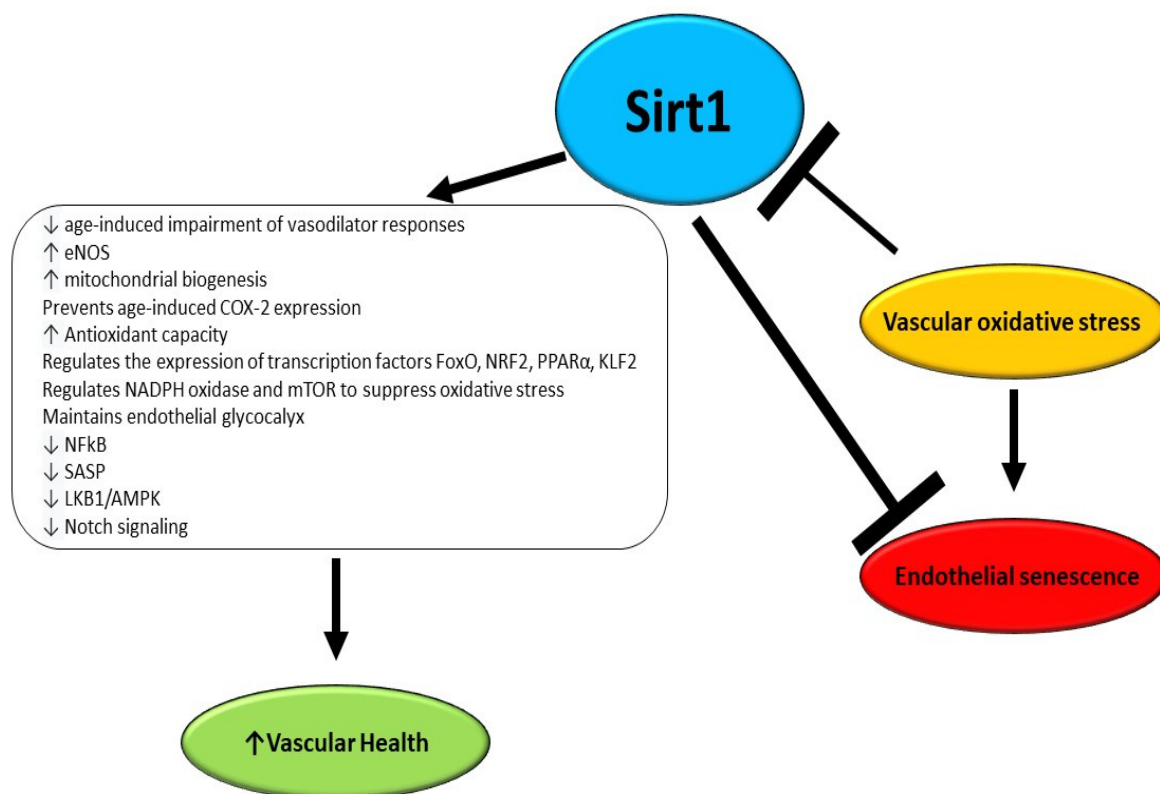 Sirt1
↓ age-induced impairment of vasodilator responses
↑ eNOS
↑ mitochondrial biogenesis
Prevents age-induced COX-2 expression
↑ Antioxidant capacity
Regulates the expression of transcription factors FoxO, NRF2, PPARα, KLF2
Regulates NADPH oxidase and mTOR to suppress oxidative stress
Maintains endothelial glycocalyx
↓ NFkB
↓ SASP
↓ LKB1/AMPK
↓ Notch signaling
Vascular oxidative stress
Endothelial senescence
↑Vascular Health